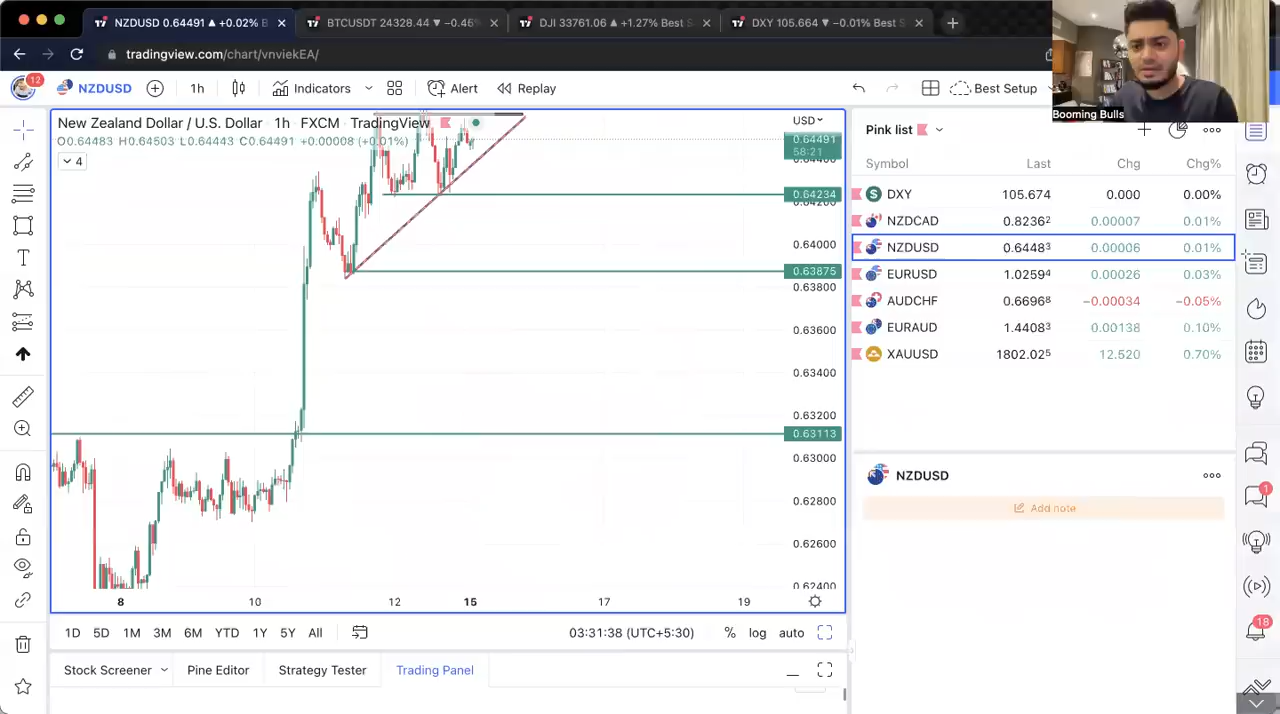 NZDUSD 0.64491 ▲ +0.02% B
BTCUSDT 24328.44 ▼ −0.45%
DJI 33761.06 ▲ +1.27% Best S
DXY 105.664 ▼ −0.01% Best S
tradingview.com/chart/vnviekEA/
12
NZDUSD
1h
Indicators
Alert
Replay
Best Setup
Booming Bulls
New Zealand Dollar / U.S. Dollar · 1h · FXCM · TradingView
O0.64483 H0.64503 L0.64443 C0.64491 +0.00008 (+0.01%)
4
USD
0.64491
58:21
0.64234
0.64200
0.64000
0.63875
0.63800
0.63600
0.63400
0.63200
0.63113
0.63000
0.62800
0.62600
0.62400
8
10
12
15
17
19
1D
5D
1M
3M
6M
YTD
1Y
5Y
All
03:31:38 (UTC+5:30)
%
log
auto
Stock Screener
Pine Editor
Strategy Tester
Trading Panel
Pink list
Symbol Last Chg Chg%
DXY 105.674 0.000 0.00%
NZDCAD 0.82362 0.00007 0.01%
NZDUSD 0.64483 0.00006 0.01%
EURUSD 1.02594 0.00026 0.03%
AUDCHF 0.66968 −0.00034 −0.05%
EURAUD 1.44083 0.00138 0.10%
XAUUSD 1802.025 12.520 0.70%
NZDUSD
Add note
1
18